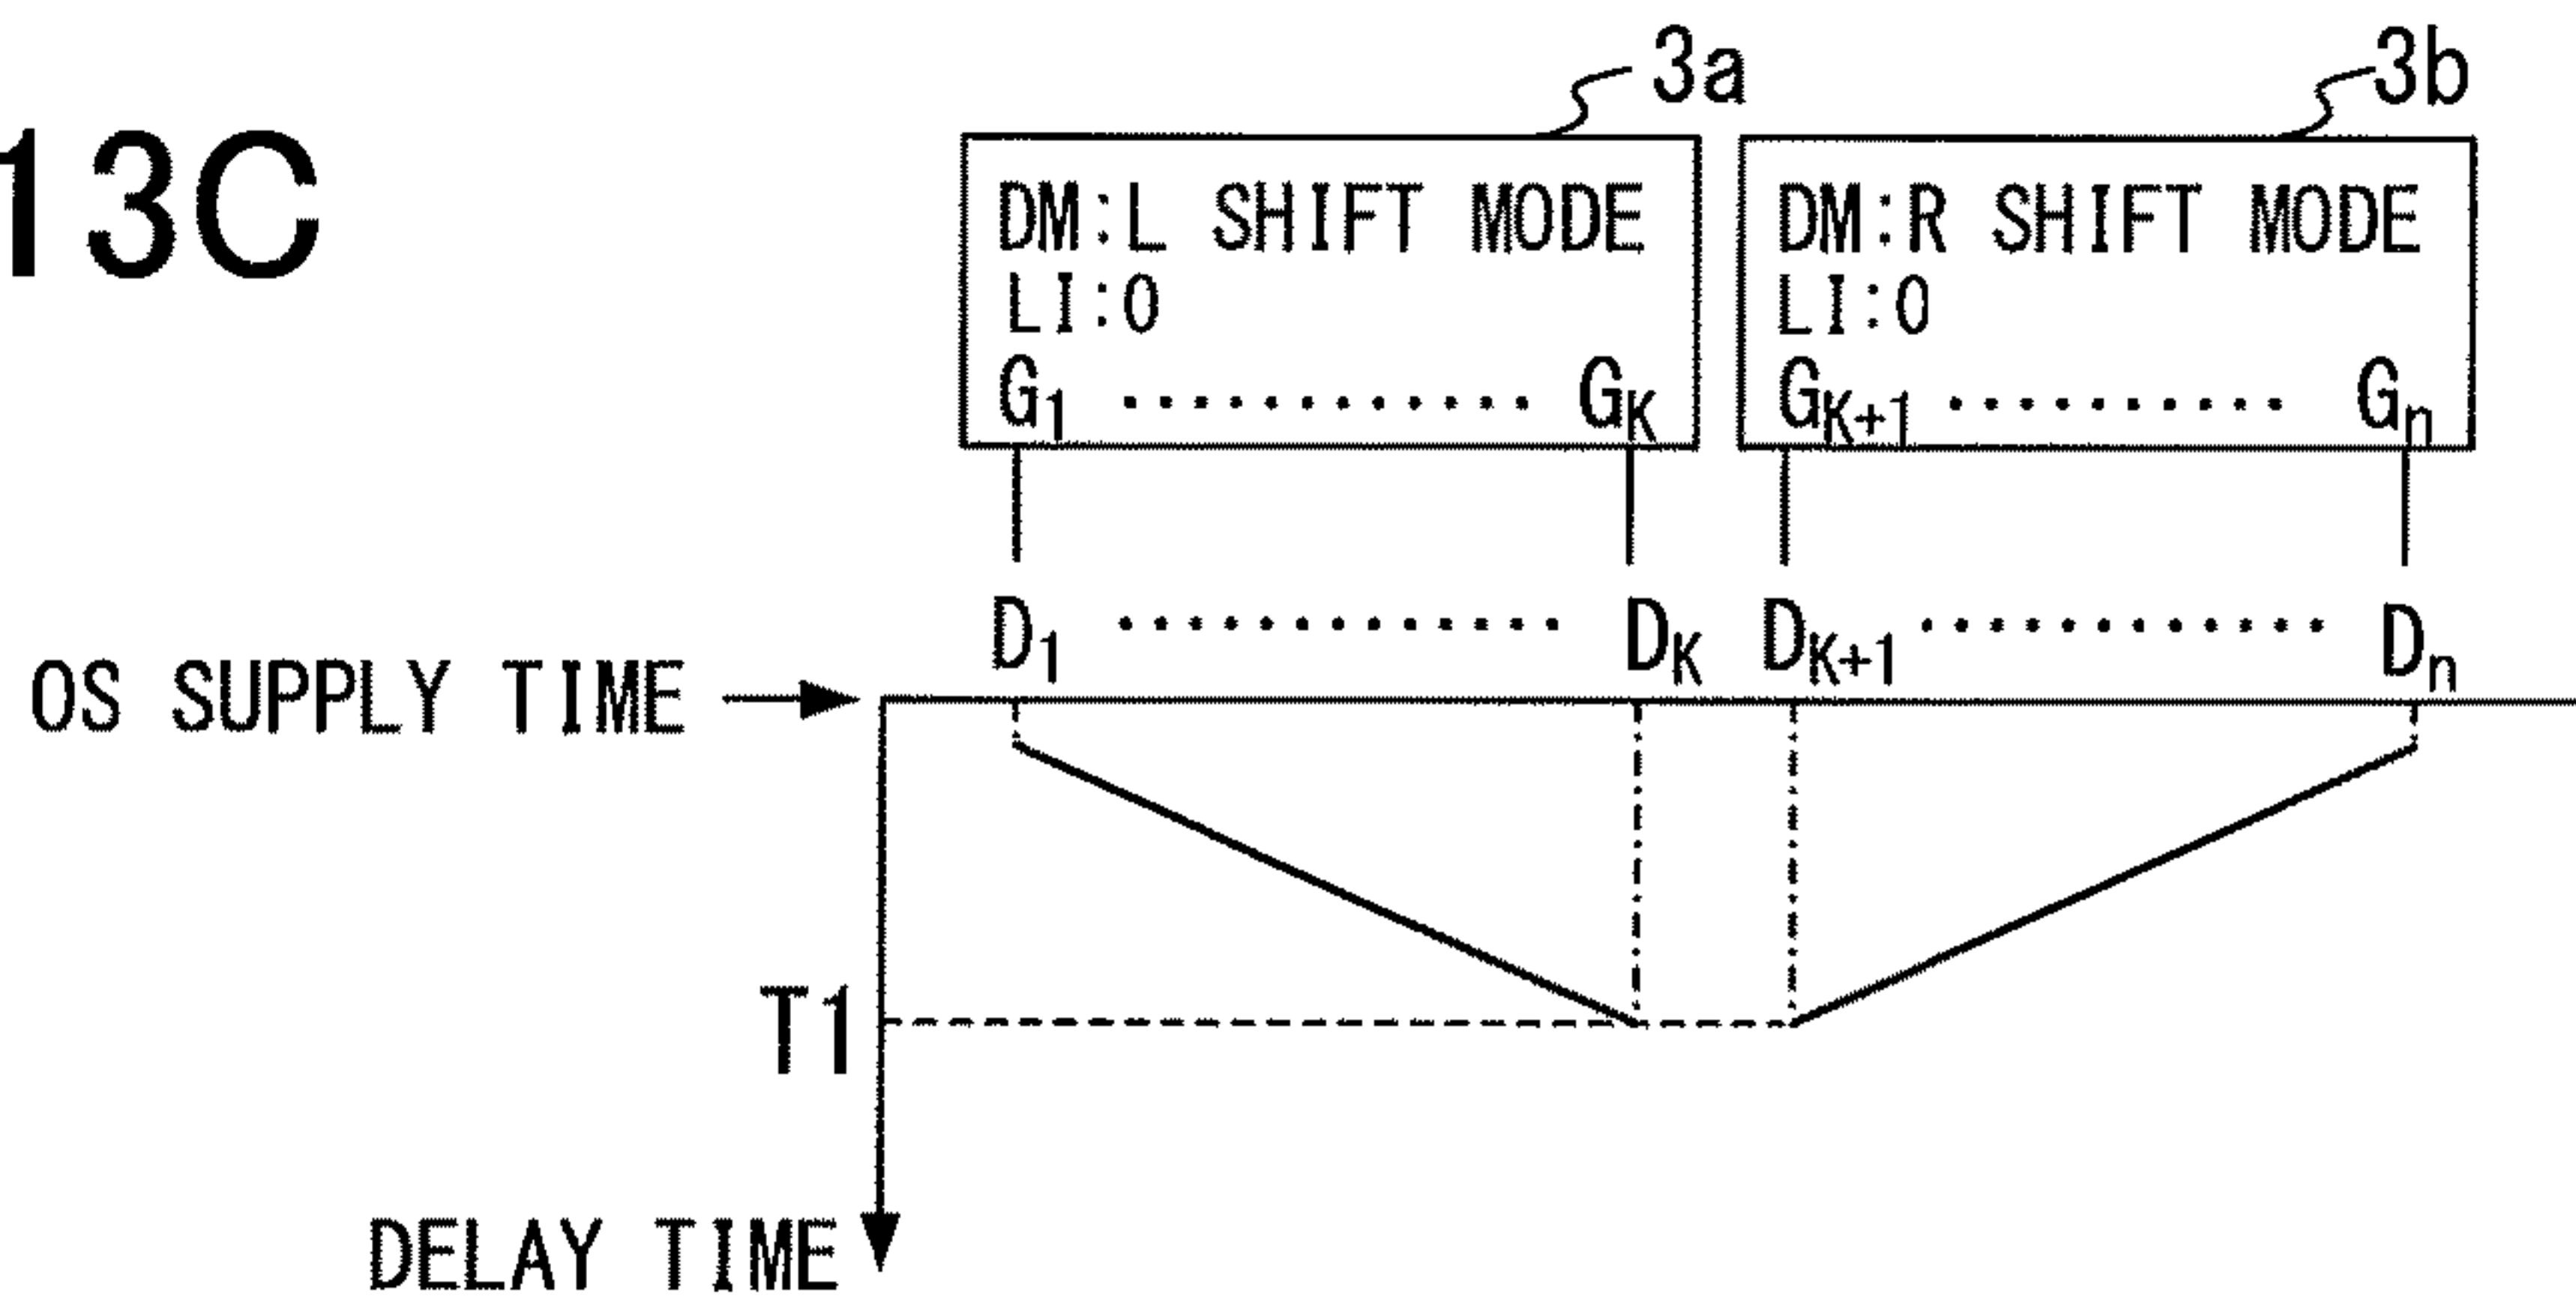 13C
3a
3b
DM:L SHIFT MODE
LI:0
G1 ············ GK
DM:R SHIFT MODE
LI:0
GK+1 ·········· Gn
D1 ············· DK DK+1 ············ Dn
OS SUPPLY TIME
T1
DELAY TIME